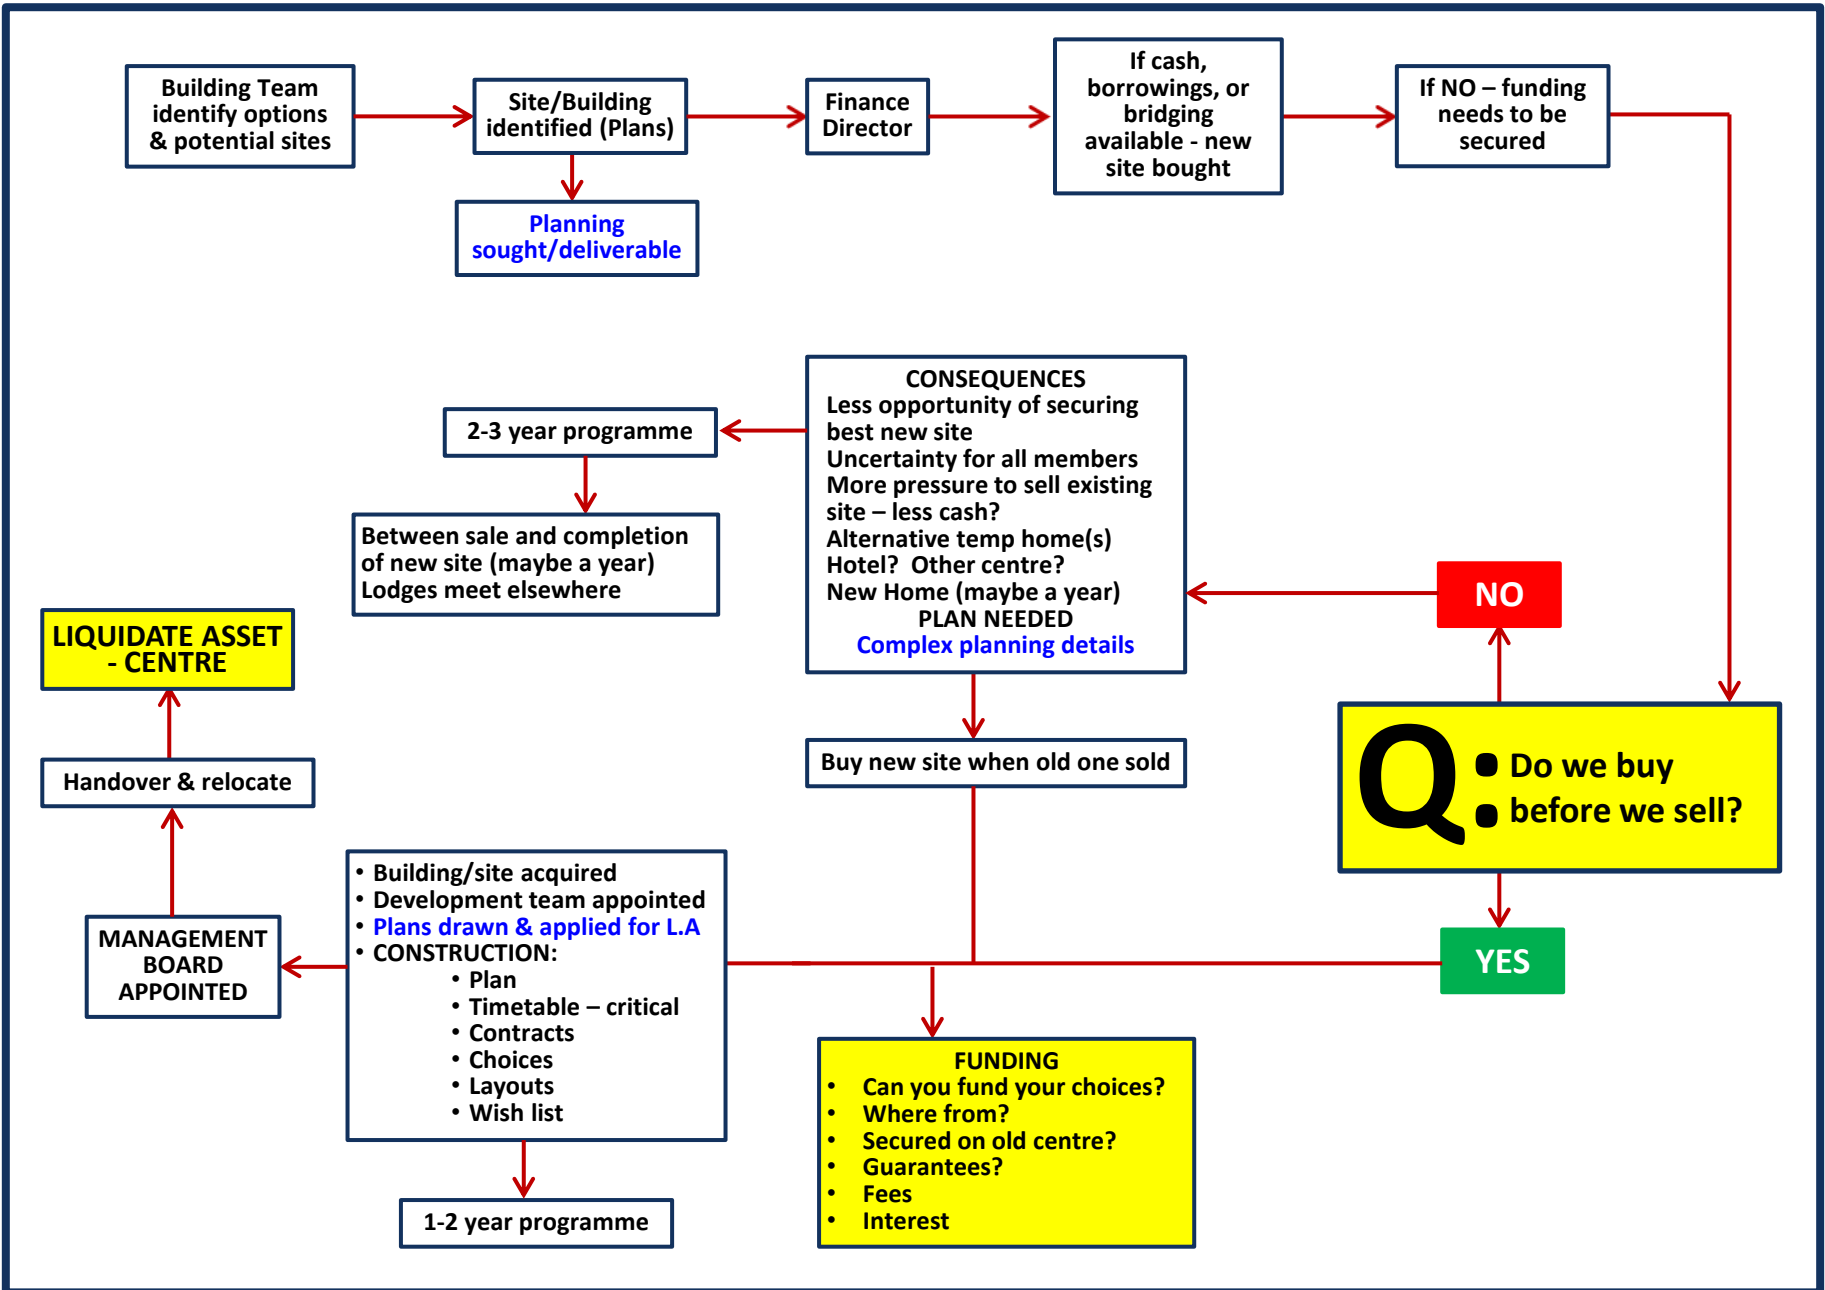 Building Team
identify options
& potential sites
Site/Building
identified (Plans)
Finance
Director
If cash,
borrowings, or
bridging
available - new
site bought
If NO – funding
needs to be
secured
Planning
sought/deliverable
CONSEQUENCES
Less opportunity of securing
best new site
Uncertainty for all members
More pressure to sell existing
site – less cash?
Alternative temp home(s)
Hotel?  Other centre?
New Home (maybe a year)
PLAN NEEDED
Complex planning details
2-3 year programme
Between sale and completion
of new site (maybe a year)
Lodges meet elsewhere
NO
LIQUIDATE ASSET
- CENTRE
Handover & relocate
Buy new site when old one sold
Q: Do we buy
before we sell?
• Building/site acquired
• Development team appointed
• Plans drawn & applied for L.A
• CONSTRUCTION:
• Plan
• Timetable – critical
• Contracts
• Choices
• Layouts
• Wish list
MANAGEMENT
BOARD
APPOINTED
YES
FUNDING
• Can you fund your choices?
• Where from?
• Secured on old centre?
• Guarantees?
• Fees
• Interest
1-2 year programme